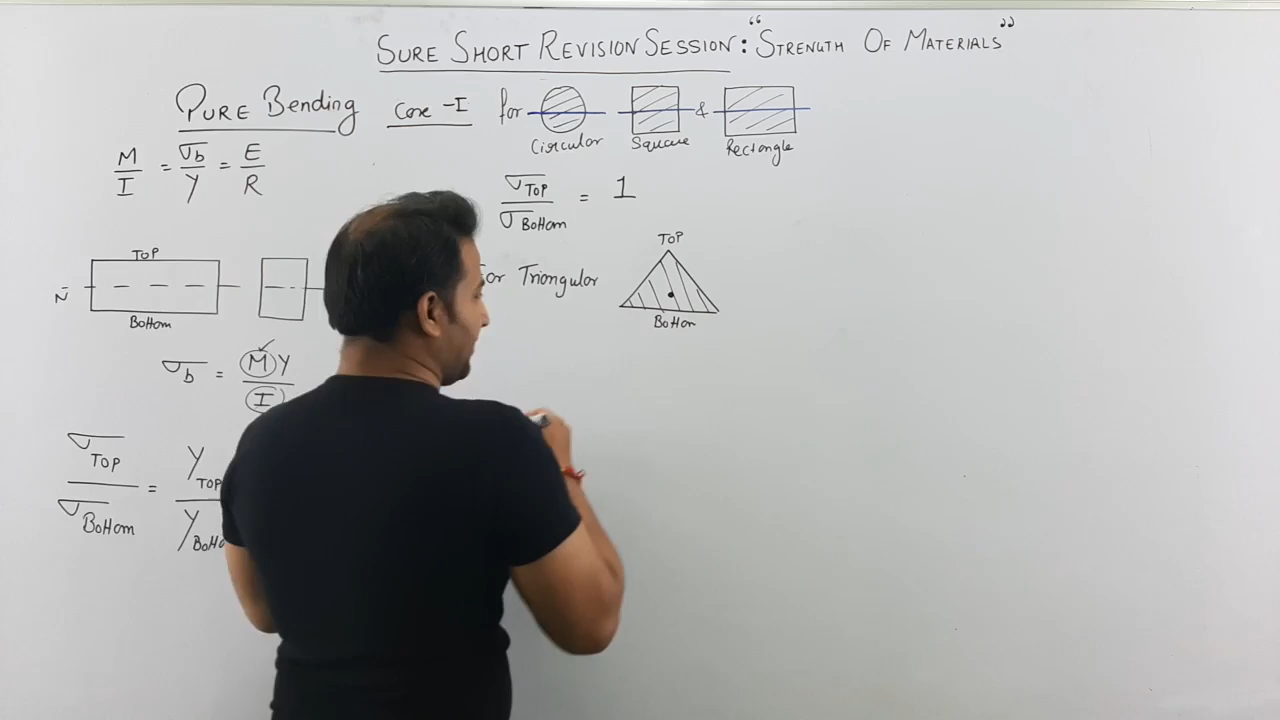 SURE SHORT REVISION SESSION: "STRENGTH OF MATERIALS"
PURE Bending
Case -I for
&
Circular Square Rectangle
M/I = σb/Y = E/R
σTOP/σBottom = 1
TOP
Bottom
N
For Triangular
TOP
Bottom
σb = MY/I
σTOP/σBottom = YTOP/